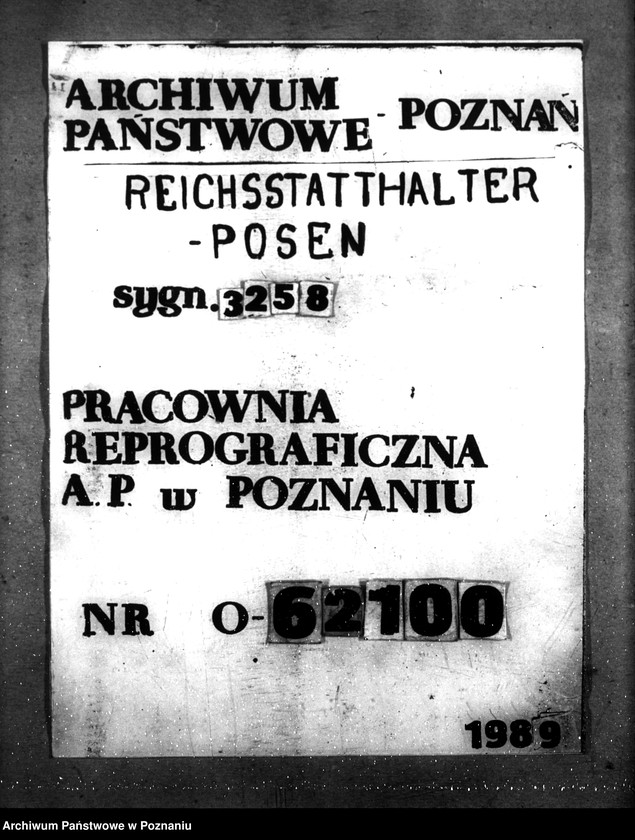 ARCHIWUM
PAŃSTWOWE - POZNAŃ
REICHSSTATTHALTER
-POSEN
sygn. 3258
PRACOWNIA
REPROGRAFICZNA
A.P. w POZNANIU
NR O-62100
1989
Archiwum Państwowe w Poznaniu